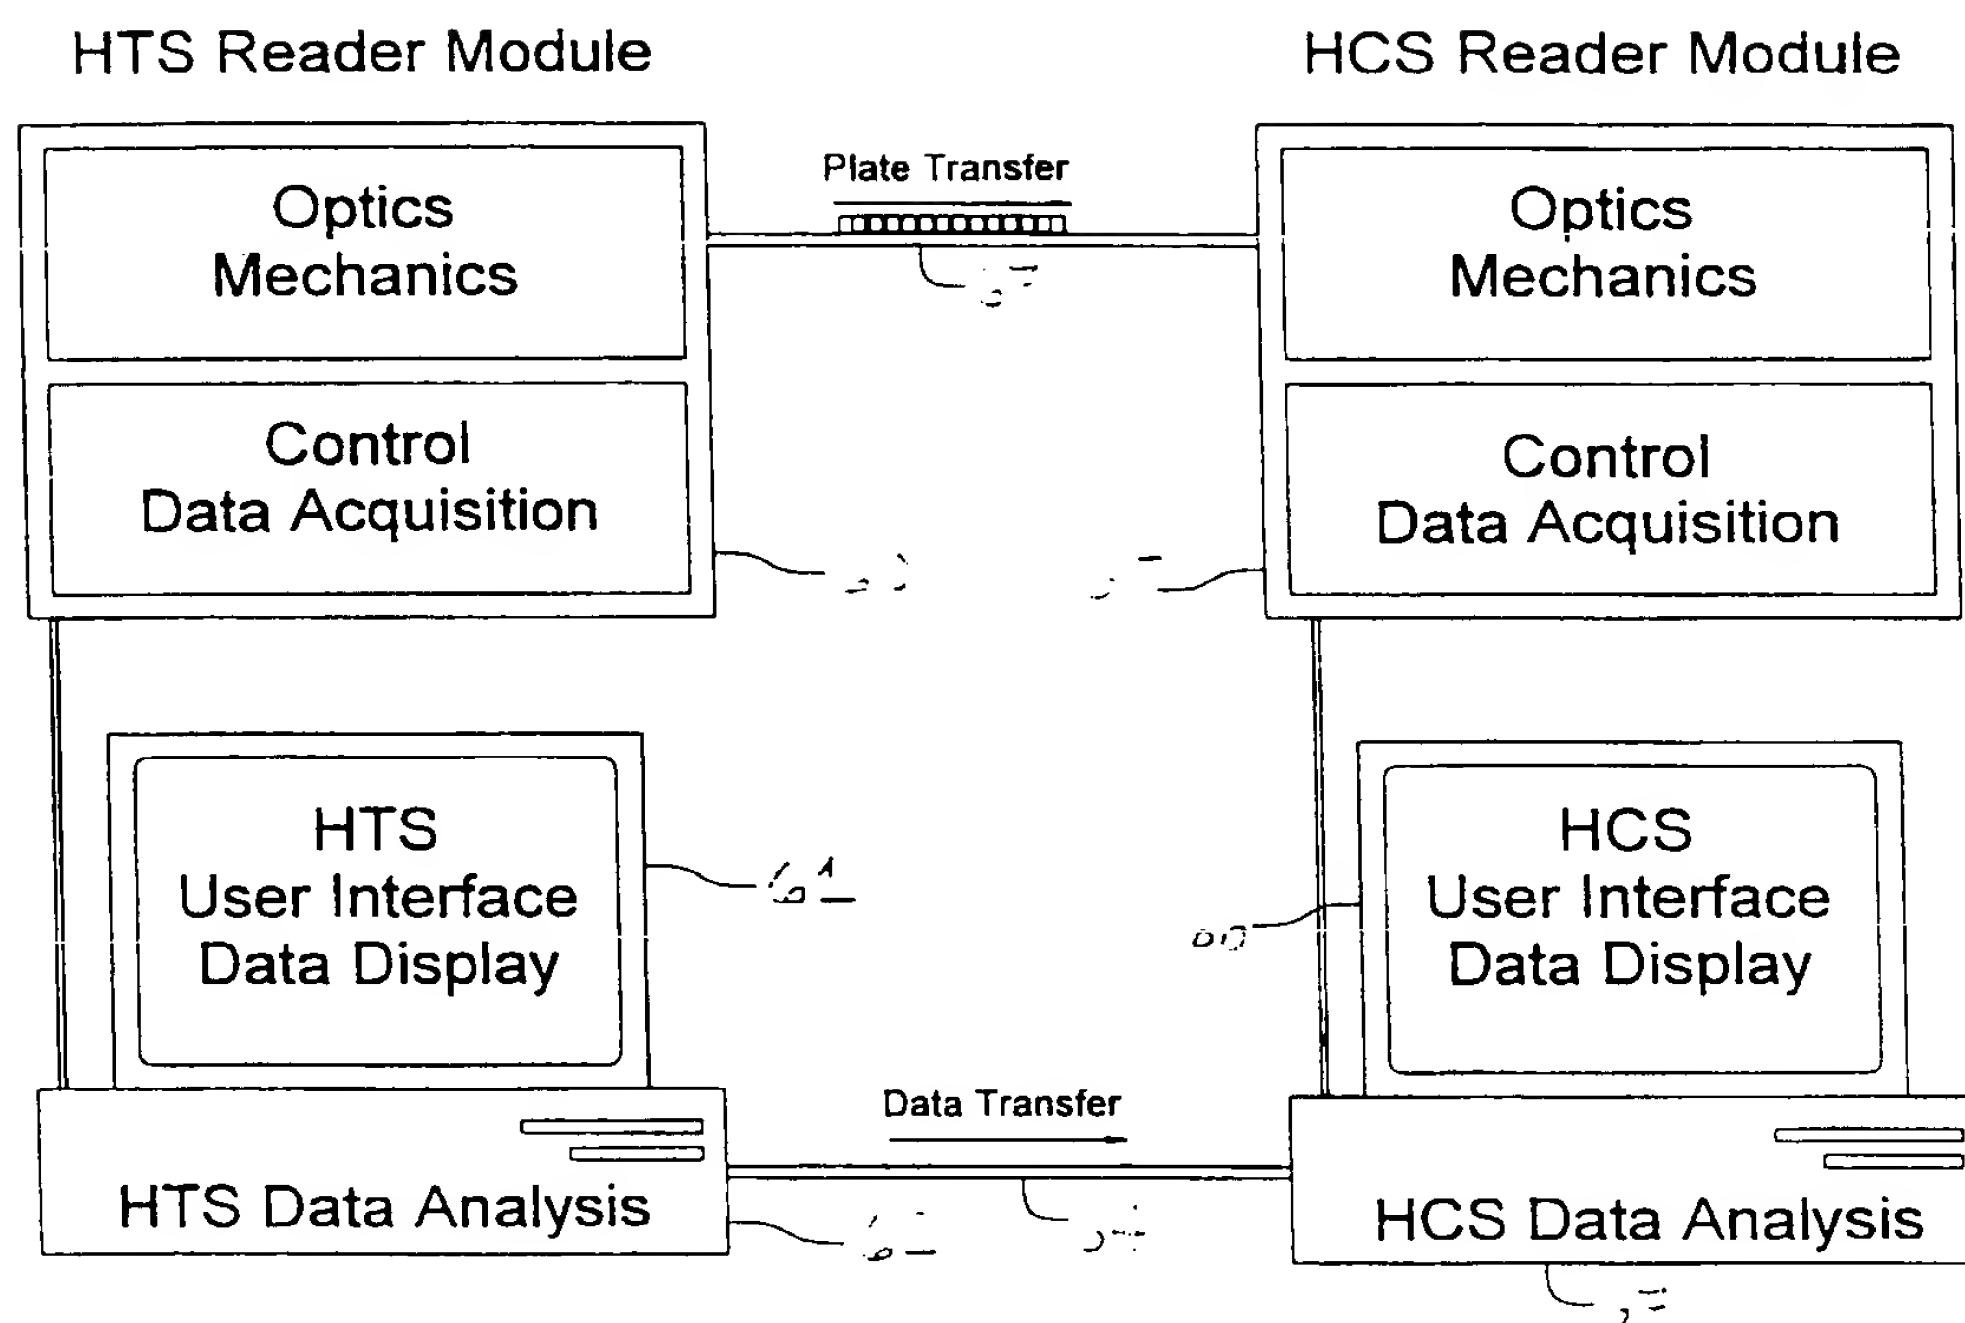 HTS Reader Module
HCS Reader Module
Plate Transfer
Optics
Mechanics
Optics
Mechanics
Control
Data Acquisition
Control
Data Acquisition
HTS
User Interface
Data Display
HCS
User Interface
Data Display
Data Transfer
HTS Data Analysis
HCS Data Analysis